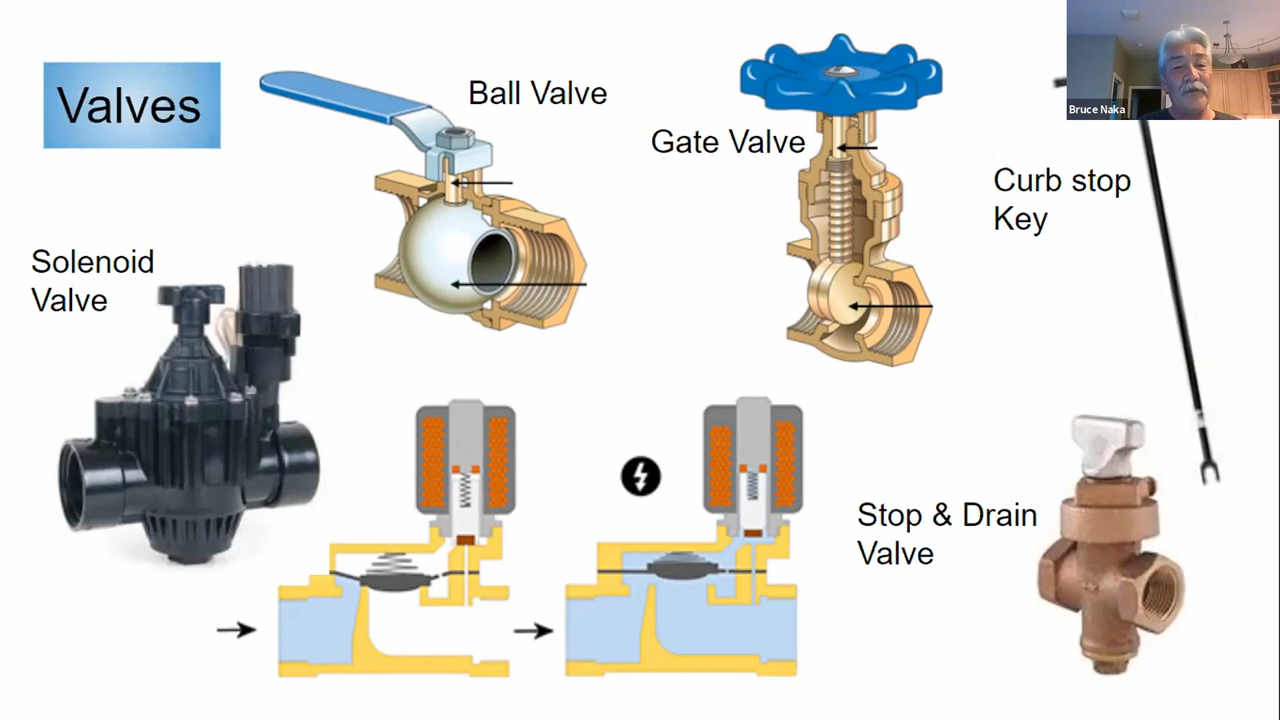 Valves
Ball Valve
Gate Valve
Bruce Naka
Curb stop
Key
Solenoid
Valve
Stop & Drain
Valve